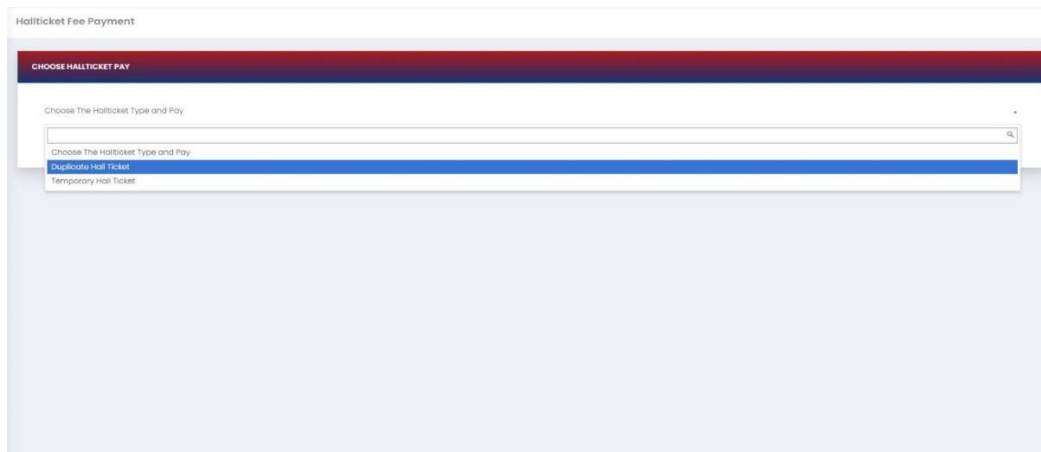 Hallticket Fee Payment
CHOOSE HALLTICKET PAY
Choose The Hallticket Type and Pay
Choose The Hallticket Type and Pay
Duplicate Hall Ticket
Temporary Hall Ticket